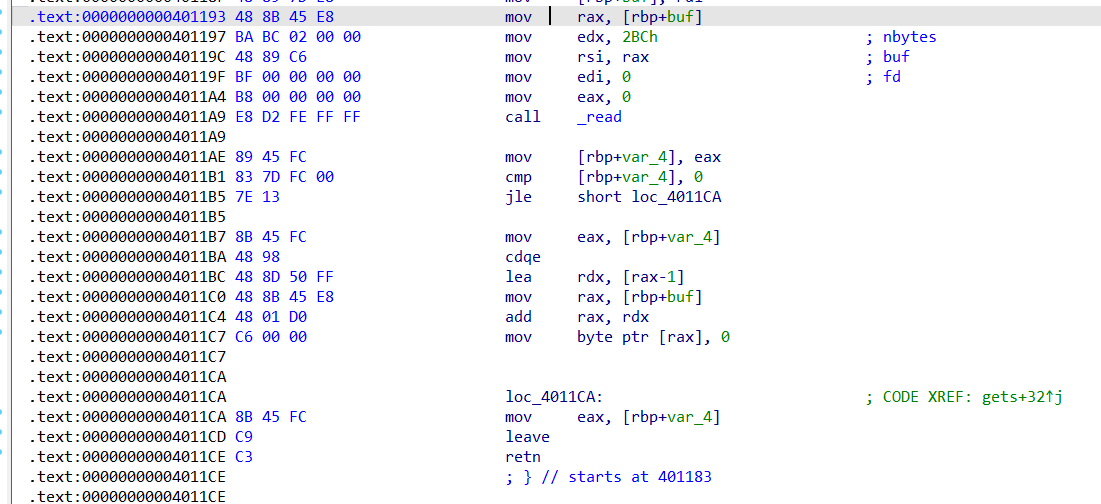 .text:0000000000401193 48 8B 45 E8 mov rax, [rbp+buf]
.text:0000000000401197 BA BC 02 00 00 mov edx, 2BCh ; nbytes
.text:000000000040119C 48 89 C6 mov rsi, rax ; buf
.text:000000000040119F BF 00 00 00 00 mov edi, 0 ; fd
.text:00000000004011A4 B8 00 00 00 00 mov eax, 0
.text:00000000004011A9 E8 D2 FE FF FF call _read
.text:00000000004011A9
.text:00000000004011AE 89 45 FC mov [rbp+var_4], eax
.text:00000000004011B1 83 7D FC 00 cmp [rbp+var_4], 0
.text:00000000004011B5 7E 13 jle short loc_4011CA
.text:00000000004011B5
.text:00000000004011B7 8B 45 FC mov eax, [rbp+var_4]
.text:00000000004011BA 48 98 cdqe
.text:00000000004011BC 48 8D 50 FF lea rdx, [rax-1]
.text:00000000004011C0 48 8B 45 E8 mov rax, [rbp+buf]
.text:00000000004011C4 48 01 D0 add rax, rdx
.text:00000000004011C7 C6 00 00 mov byte ptr [rax], 0
.text:00000000004011C7
.text:00000000004011CA
.text:00000000004011CA loc_4011CA: ; CODE XREF: gets+32↑j
.text:00000000004011CA 8B 45 FC mov eax, [rbp+var_4]
.text:00000000004011CD C9 leave
.text:00000000004011CE C3 retn
.text:00000000004011CE ; } // starts at 401183
.text:00000000004011CE